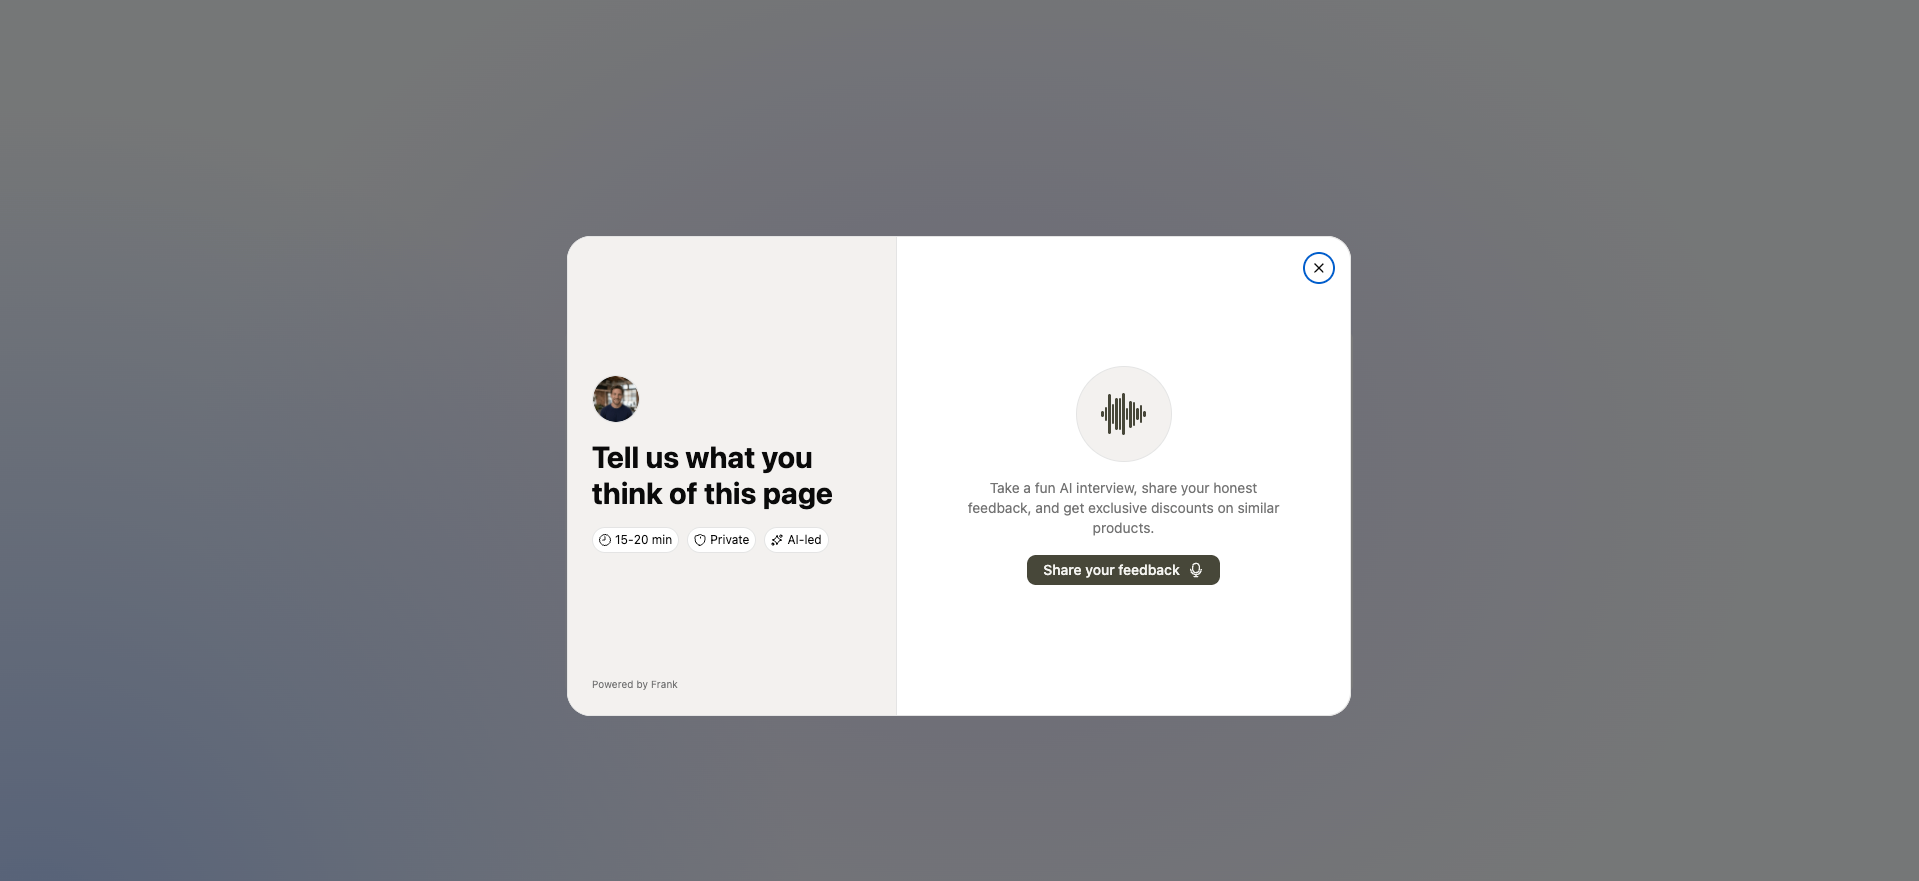 Tell us what you
think of this page
15-20 min
Private
AI-led
Powered by Frank
Take a fun AI interview, share your honest
feedback, and get exclusive discounts on similar
products.
Share your feedback